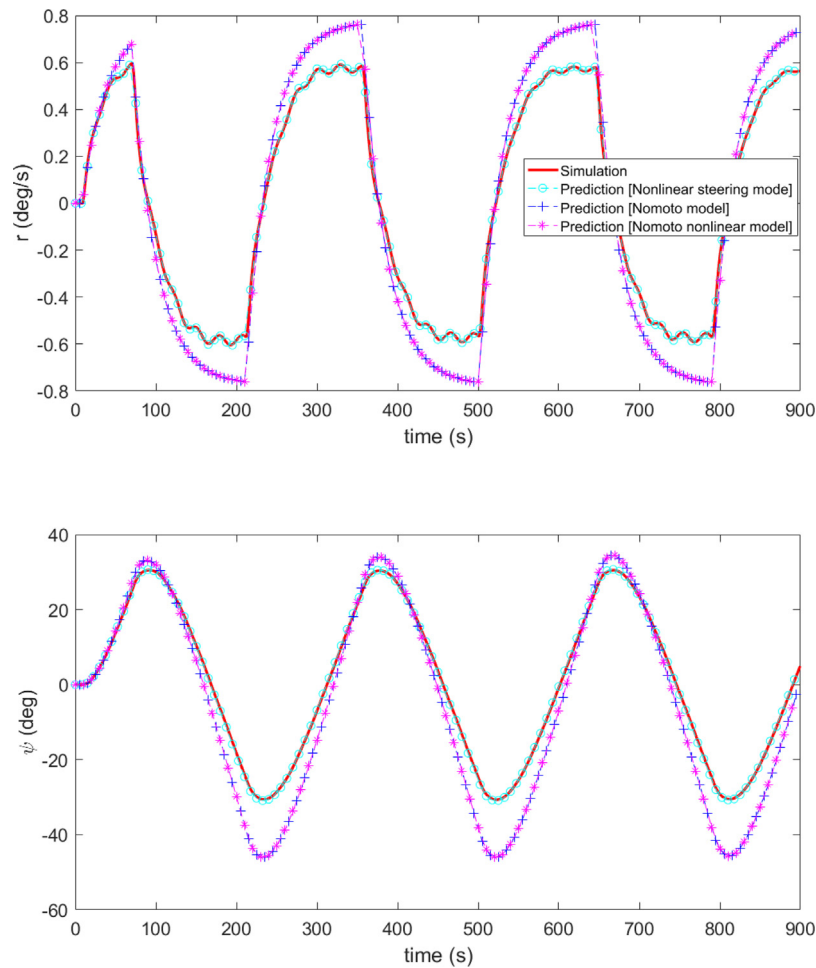 0.8
0.6
0.4
0.2
0
-0.2
-0.4
-0.6
-0.8
r (deg/s)
Simulation
Prediction [Nonlinear steering mode]
Prediction [Nomoto model]
Prediction [Nomoto nonlinear model]
0 100 200 300 400 500 600 700 800 900
time (s)
40
20
0
-20
-40
-60
ψ (deg)
0 100 200 300 400 500 600 700 800 900
time (s)